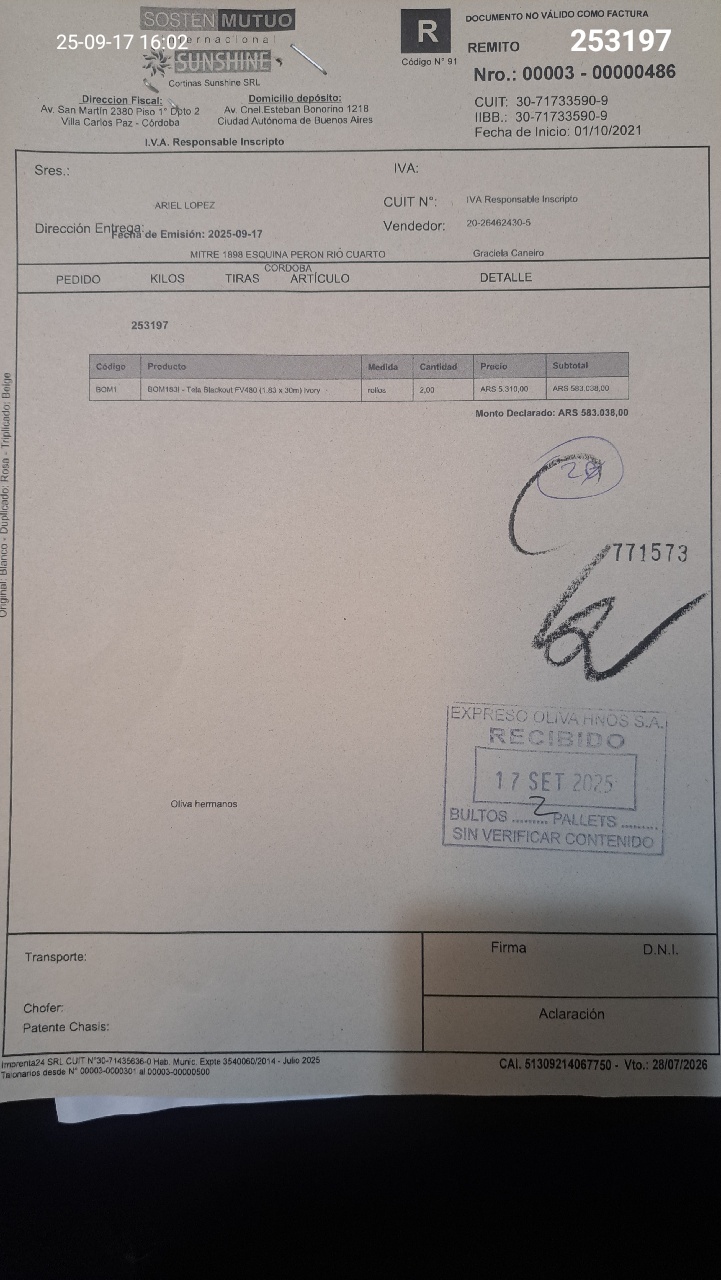 SOSTEN MUTUO
25-09-17 16:02
ernacional
SUNSHINE
Cortinas Sunshine SRL
Direccion Fiscal:
Av. San Martin 2380 Piso 1° Dpto 2
Villa Carlos Paz - Córdoba
Domicilio depósito:
Av. Cnel.Esteban Bonorino 1218
Ciudad Autónoma de Buenos Aires
I.V.A. Responsable Inscripto
R
Código N° 91
DOCUMENTO NO VÁLIDO COMO FACTURA
REMITO
253197
Nro.: 00003 - 00000486
CUIT: 30-71733590-9
IIBB.: 30-71733590-9
Fecha de Inicio: 01/10/2021
Sres.:
ARIEL LOPEZ
Dirección Entrega:
Fecha de Emisión: 2025-09-17
MITRE 1898 ESQUINA PERON RIO CUARTO
CORDOBA
IVA:
CUIT N°: IVA Responsable Inscripto
Vendedor: 20-26462430-5
Graciela Caneiro
PEDIDO KILOS TIRAS ARTÍCULO DETALLE
253197
Código Producto Medida Cantidad Precio Subtotal
BOM1 BOM183I - Tela Blackout FV480 (1.83 x 30m) Ivory rollos 2,00 ARS 5.310,00 ARS 583.038,00
Monto Declarado: ARS 583.038,00
771573
EXPRESO OLIVA HNOS S.A.
RECIBIDO
17 SET 2025
BULTOS ...2... PALLETS ........
SIN VERIFICAR CONTENIDO
Oliva hermanos
Original: Blanco - Duplicado: Rosa - Triplicado: Beige
Transporte:
Chofer:
Patente Chasis:
Firma D.N.I.
Aclaración
Imprenta24 SRL CUIT N°30-71435636-0 Hab. Munic. Expte 3540060/2014 - Julio 2025
Talonarios desde N° 00003-0000301 al 00003-00000500
CAI. 51309214067750 - Vto.: 28/07/2026